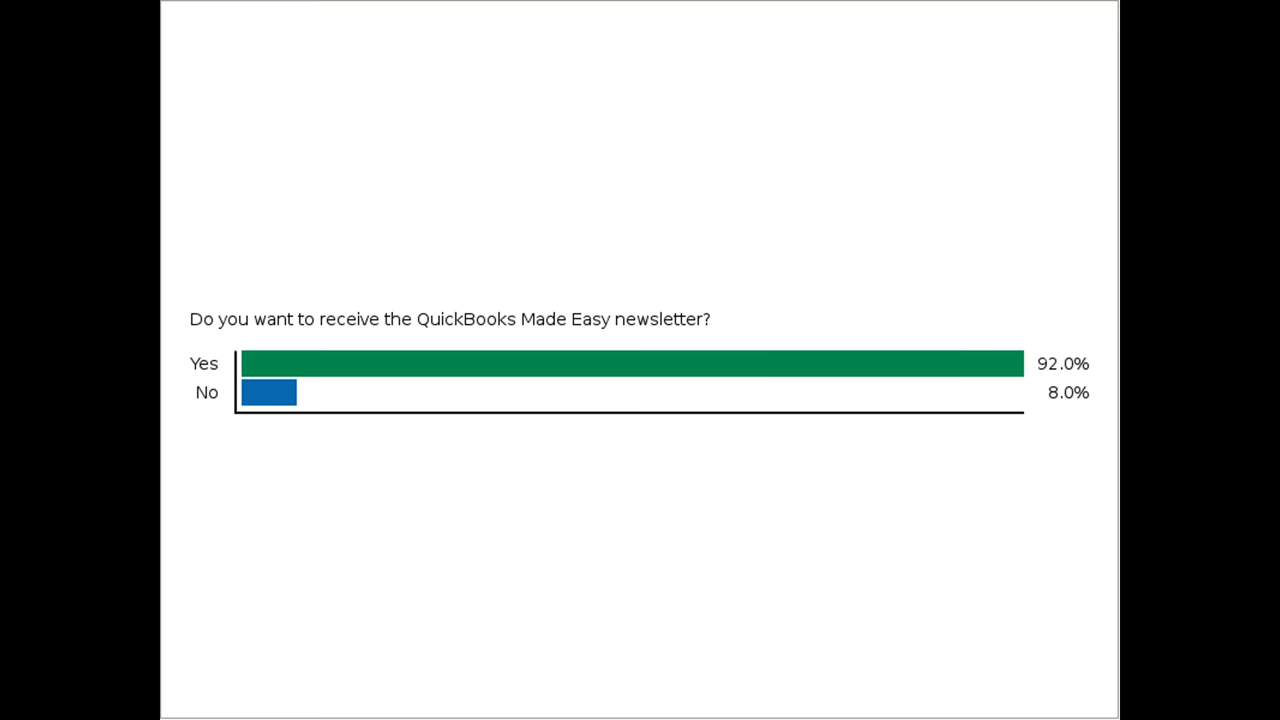 Do you want to receive the QuickBooks Made Easy newsletter?
Yes 92.0%
No 8.0%